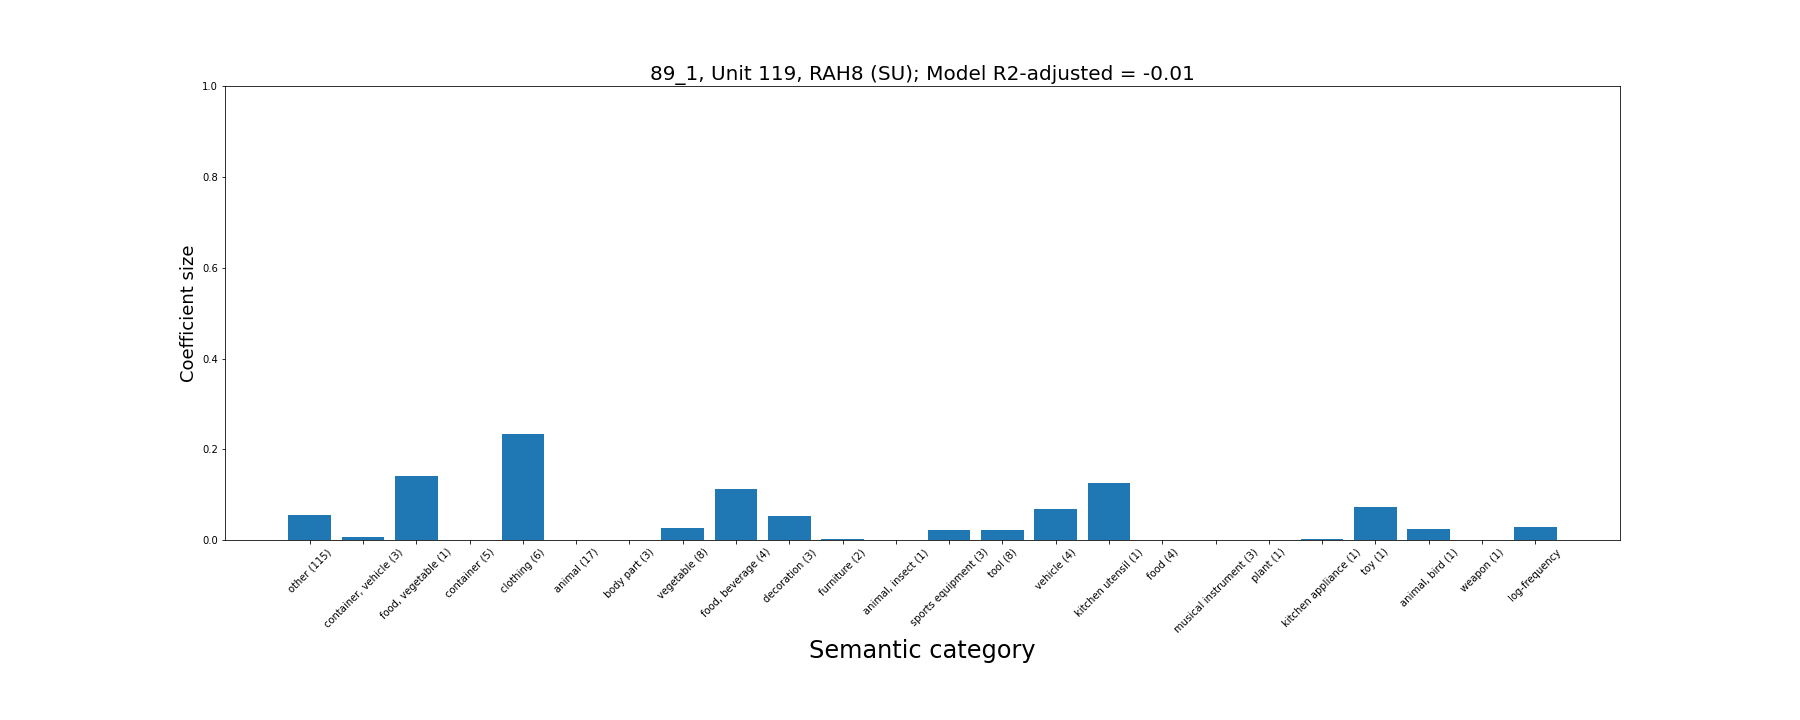 89_1, Unit 119, RAH8 (SU); Model R2-adjusted = -0.01
1.0
0.8
0.6
0.4
0.2
0.0
Coefficient size
other (115)
container, vehicle (3)
food, vegetable (1)
container (5)
clothing (6)
animal (17)
body part (3)
vegetable (8)
food, beverage (4)
decoration (3)
furniture (2)
animal, insect (1)
sports equipment (3)
tool (8)
vehicle (4)
kitchen utensil (1)
food (4)
musical instrument (3)
plant (1)
kitchen appliance (1)
toy (1)
animal, bird (1)
weapon (1)
log-frequency
Semantic category